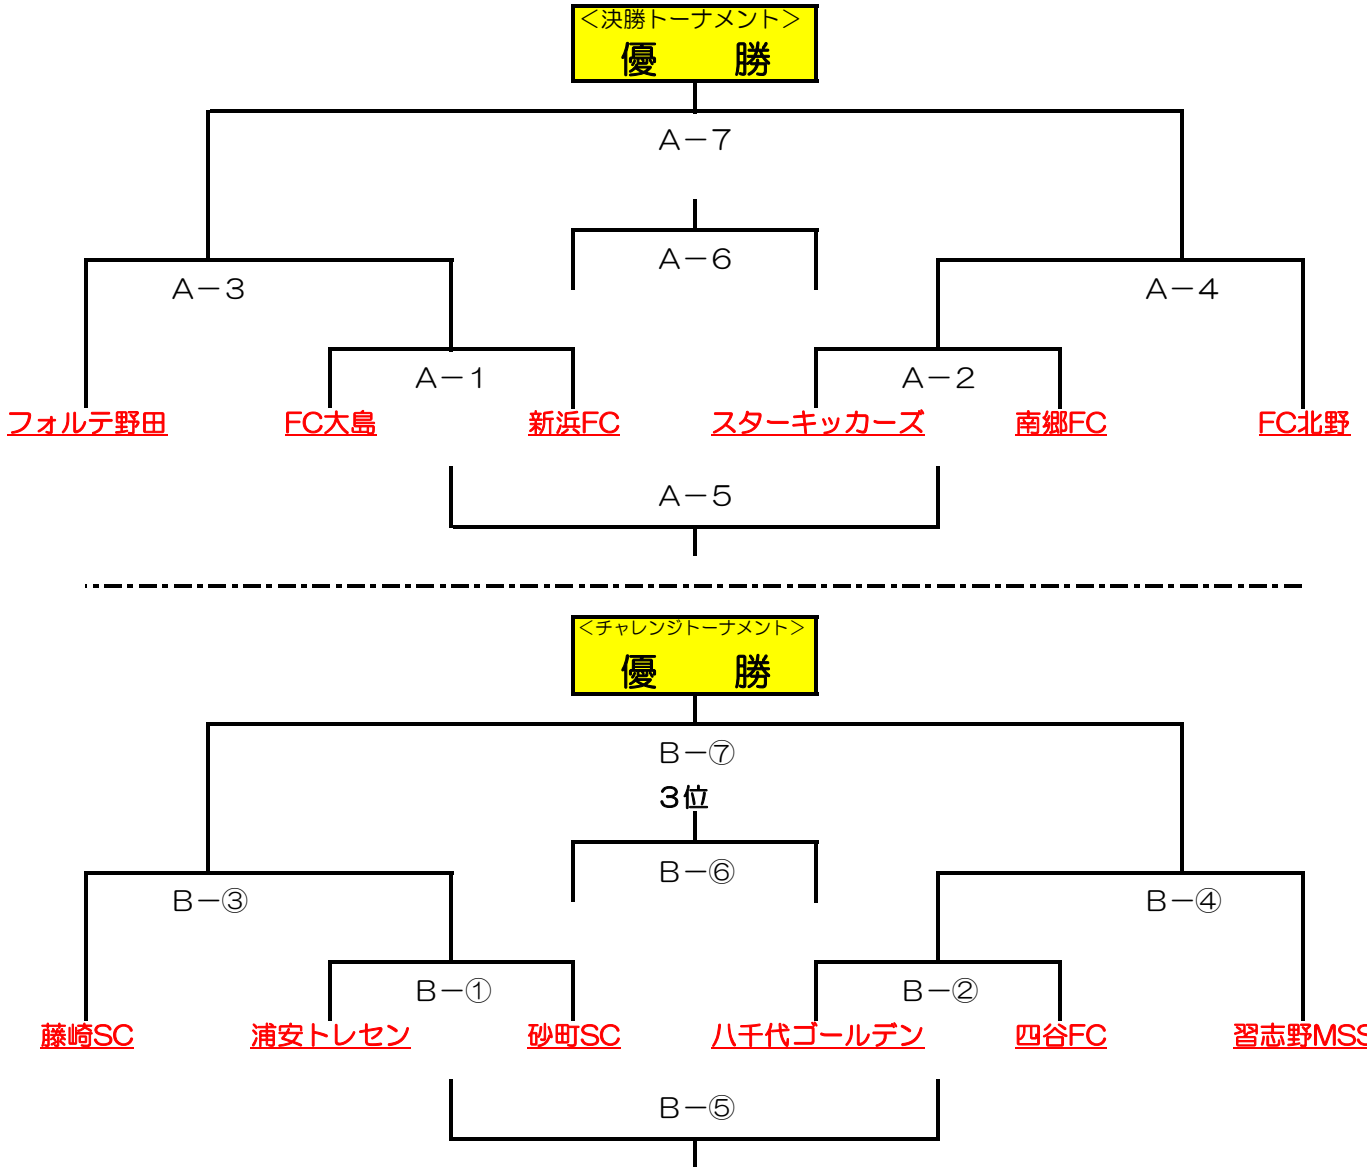 ＜決勝トーナメント＞
優　　勝
Ａ－７
Ａ－６
Ａ－３
Ａ－４
Ａ－１
Ａ－２
フォルテ野田
FC大島
新浜FC
スターキッカーズ
南郷FC
FC北野
Ａ－５
＜チャレンジトーナメント＞
優　　勝
Ｂ－⑦
３位
Ｂ－⑥
Ｂ－③
Ｂ－④
Ｂ－①
Ｂ－②
藤崎SC
浦安トレセン
砂町SC
八千代ゴールデン
四谷FC
習志野MSS
Ｂ－⑤